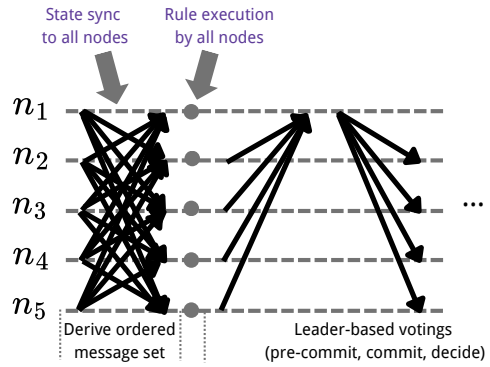 State sync
to all nodes
Rule execution
by all nodes
n1
n2
n3
n4
n5
...
Derive ordered
message set
Leader-based votings
(pre-commit, commit, decide)